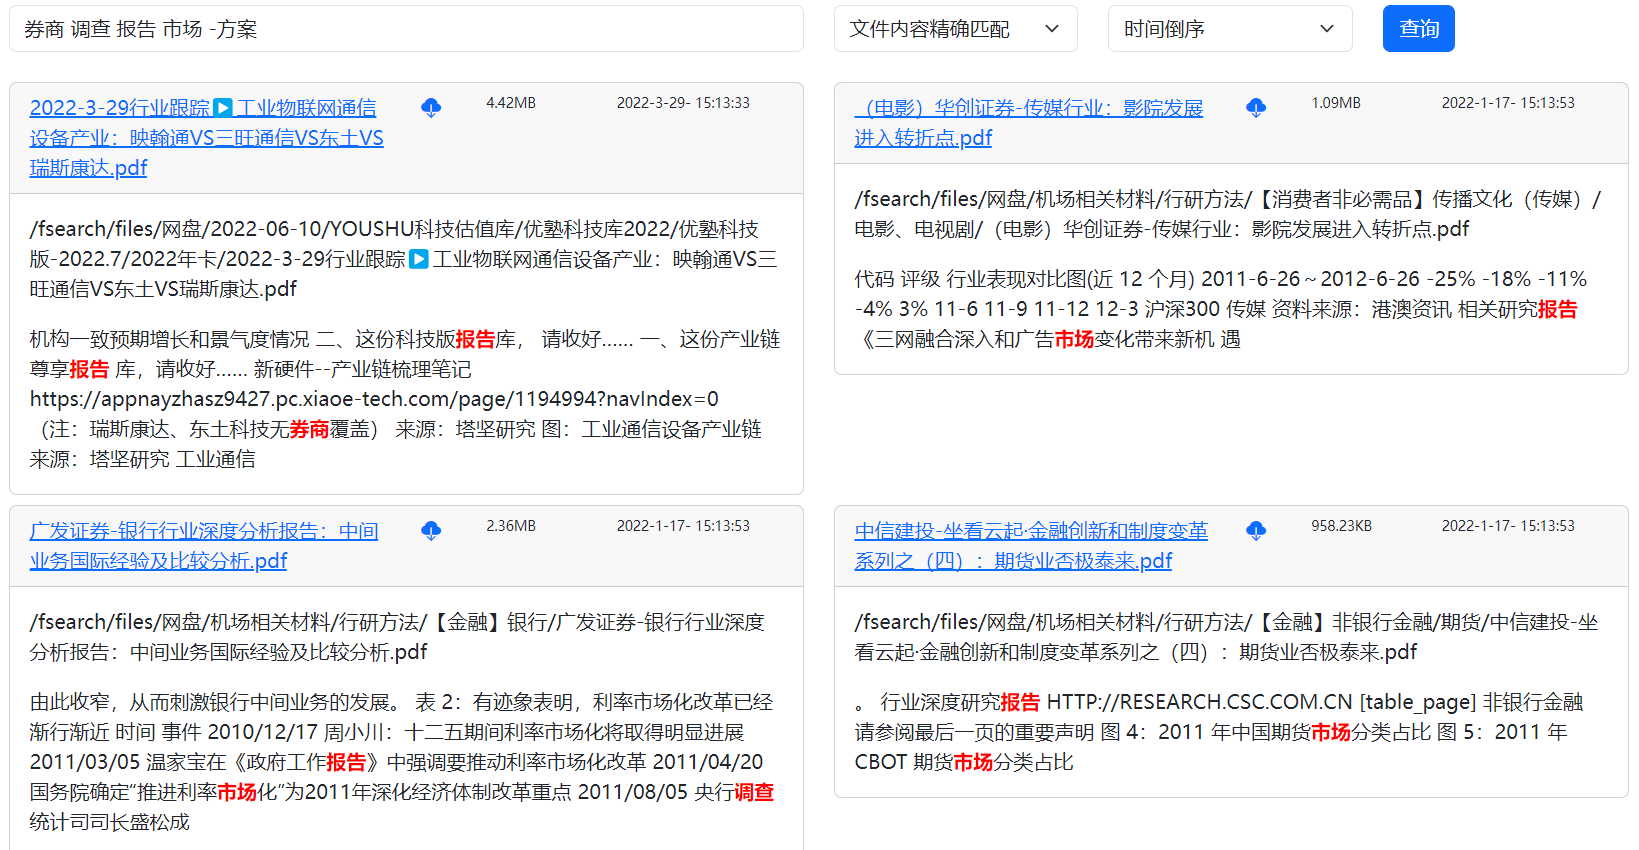 券商 调查 报告 市场 -方案
文件内容精确匹配
时间倒序
查询
2022-3-29行业跟踪▶️工业物联网通信
设备产业：映翰通VS三旺通信VS东土VS
瑞斯康达.pdf
4.42MB
2022-3-29- 15:13:33
/fsearch/files/网盘/2022-06-10/YOUSHU科技估值库/优塾科技库2022/优塾科技
版-2022.7/2022年卡/2022-3-29行业跟踪▶️工业物联网通信设备产业：映翰通VS三
旺通信VS东土VS瑞斯康达.pdf
机构一致预期增长和景气度情况 二、这份科技版报告库， 请收好…… 一、这份产业链
尊享报告 库，请收好…… 新硬件--产业链梳理笔记
https://appnayzhasz9427.pc.xiaoe-tech.com/page/1194994?navIndex=0
（注：瑞斯康达、东土科技无券商覆盖） 来源：塔坚研究 图：工业通信设备产业链
来源：塔坚研究 工业通信
（电影）华创证券-传媒行业：影院发展
进入转折点.pdf
1.09MB
2022-1-17- 15:13:53
/fsearch/files/网盘/机场相关材料/行研方法/【消费者非必需品】传播文化（传媒）/
电影、电视剧/（电影）华创证券-传媒行业：影院发展进入转折点.pdf
代码 评级 行业表现对比图(近 12 个月) 2011-6-26～2012-6-26 -25% -18% -11%
-4% 3% 11-6 11-9 11-12 12-3 沪深300 传媒 资料来源：港澳资讯 相关研究报告
《三网融合深入和广告市场变化带来新机 遇
广发证券-银行行业深度分析报告：中间
业务国际经验及比较分析.pdf
2.36MB
2022-1-17- 15:13:53
/fsearch/files/网盘/机场相关材料/行研方法/【金融】银行/广发证券-银行行业深度
分析报告：中间业务国际经验及比较分析.pdf
由此收窄，从而刺激银行中间业务的发展。 表 2：有迹象表明，利率市场化改革已经
渐行渐近 时间 事件 2010/12/17 周小川：十二五期间利率市场化将取得明显进展
2011/03/05 温家宝在《政府工作报告》中强调要推动利率市场化改革 2011/04/20
国务院确定“推进利率市场化”为2011年深化经济体制改革重点 2011/08/05 央行调查
统计司司长盛松成
中信建投-坐看云起·金融创新和制度变革
系列之（四）：期货业否极泰来.pdf
958.23KB
2022-1-17- 15:13:53
/fsearch/files/网盘/机场相关材料/行研方法/【金融】非银行金融/期货/中信建投-坐
看云起·金融创新和制度变革系列之（四）：期货业否极泰来.pdf
。 行业深度研究报告 HTTP://RESEARCH.CSC.COM.CN [table_page] 非银行金融
请参阅最后一页的重要声明 图 4：2011 年中国期货市场分类占比 图 5：2011 年
CBOT 期货市场分类占比